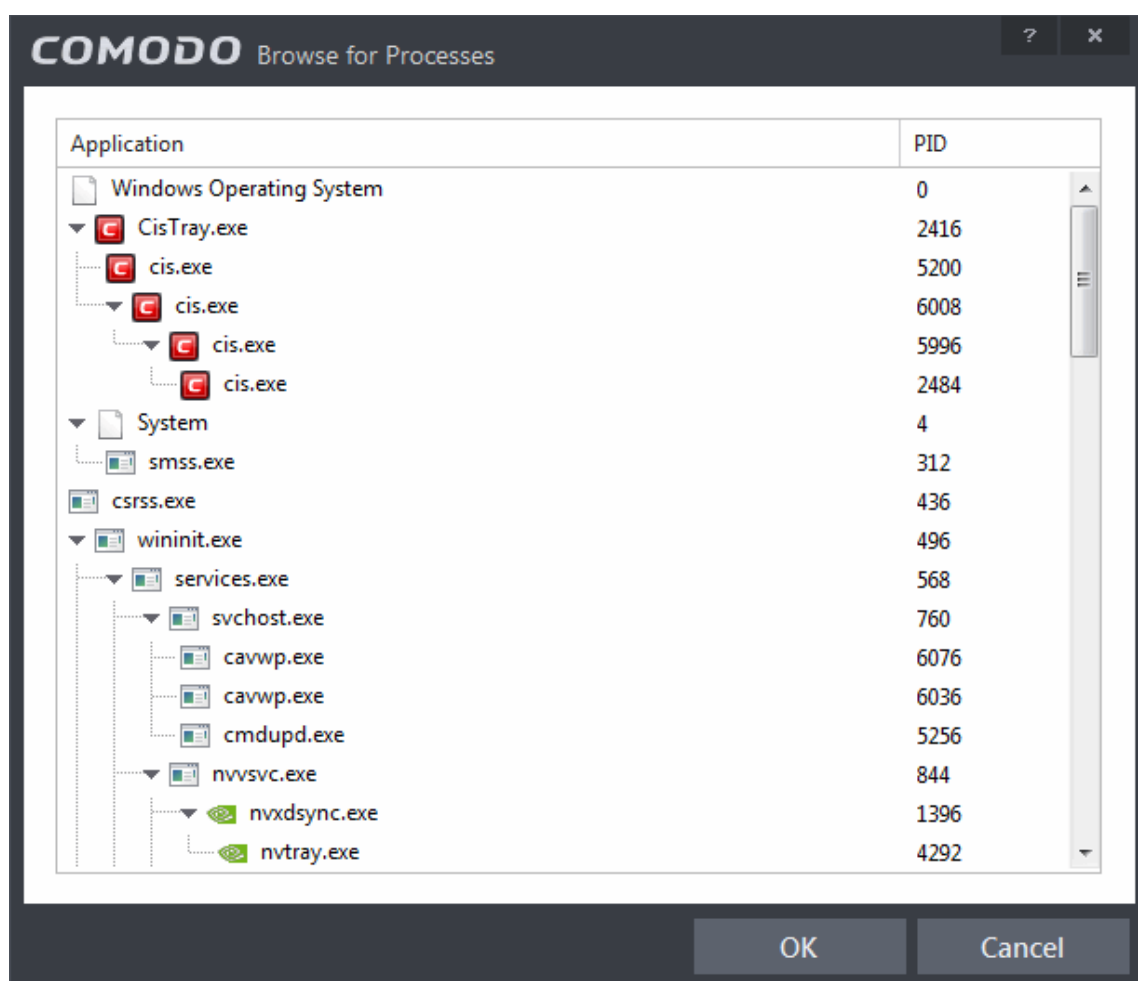 COMODO Browse for Processes ? ×
Application PID
Windows Operating System 0
CisTray.exe 2416
cis.exe 5200
cis.exe 6008
cis.exe 5996
cis.exe 2484
System 4
smss.exe 312
csrss.exe 436
wininit.exe 496
services.exe 568
svchost.exe 760
cavwp.exe 6076
cavwp.exe 6036
cmdupd.exe 5256
nvvsvc.exe 844
nvxdsync.exe 1396
nvtray.exe 4292
OK Cancel